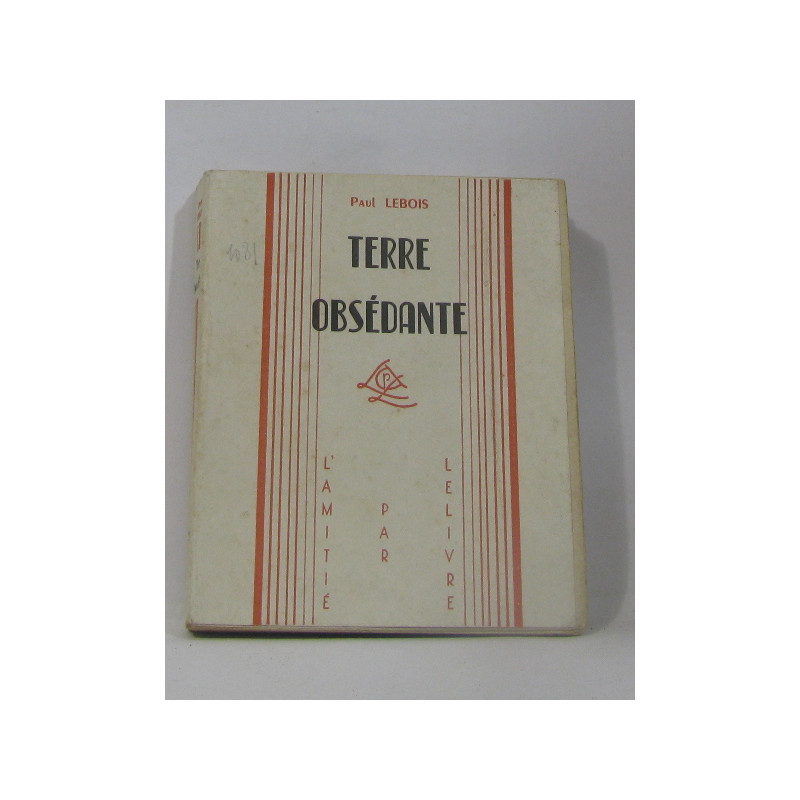 Paul LEBOIS
TERRE
OBSÉDANTE
L'AMITIÉ
PAR
LE LIVRE